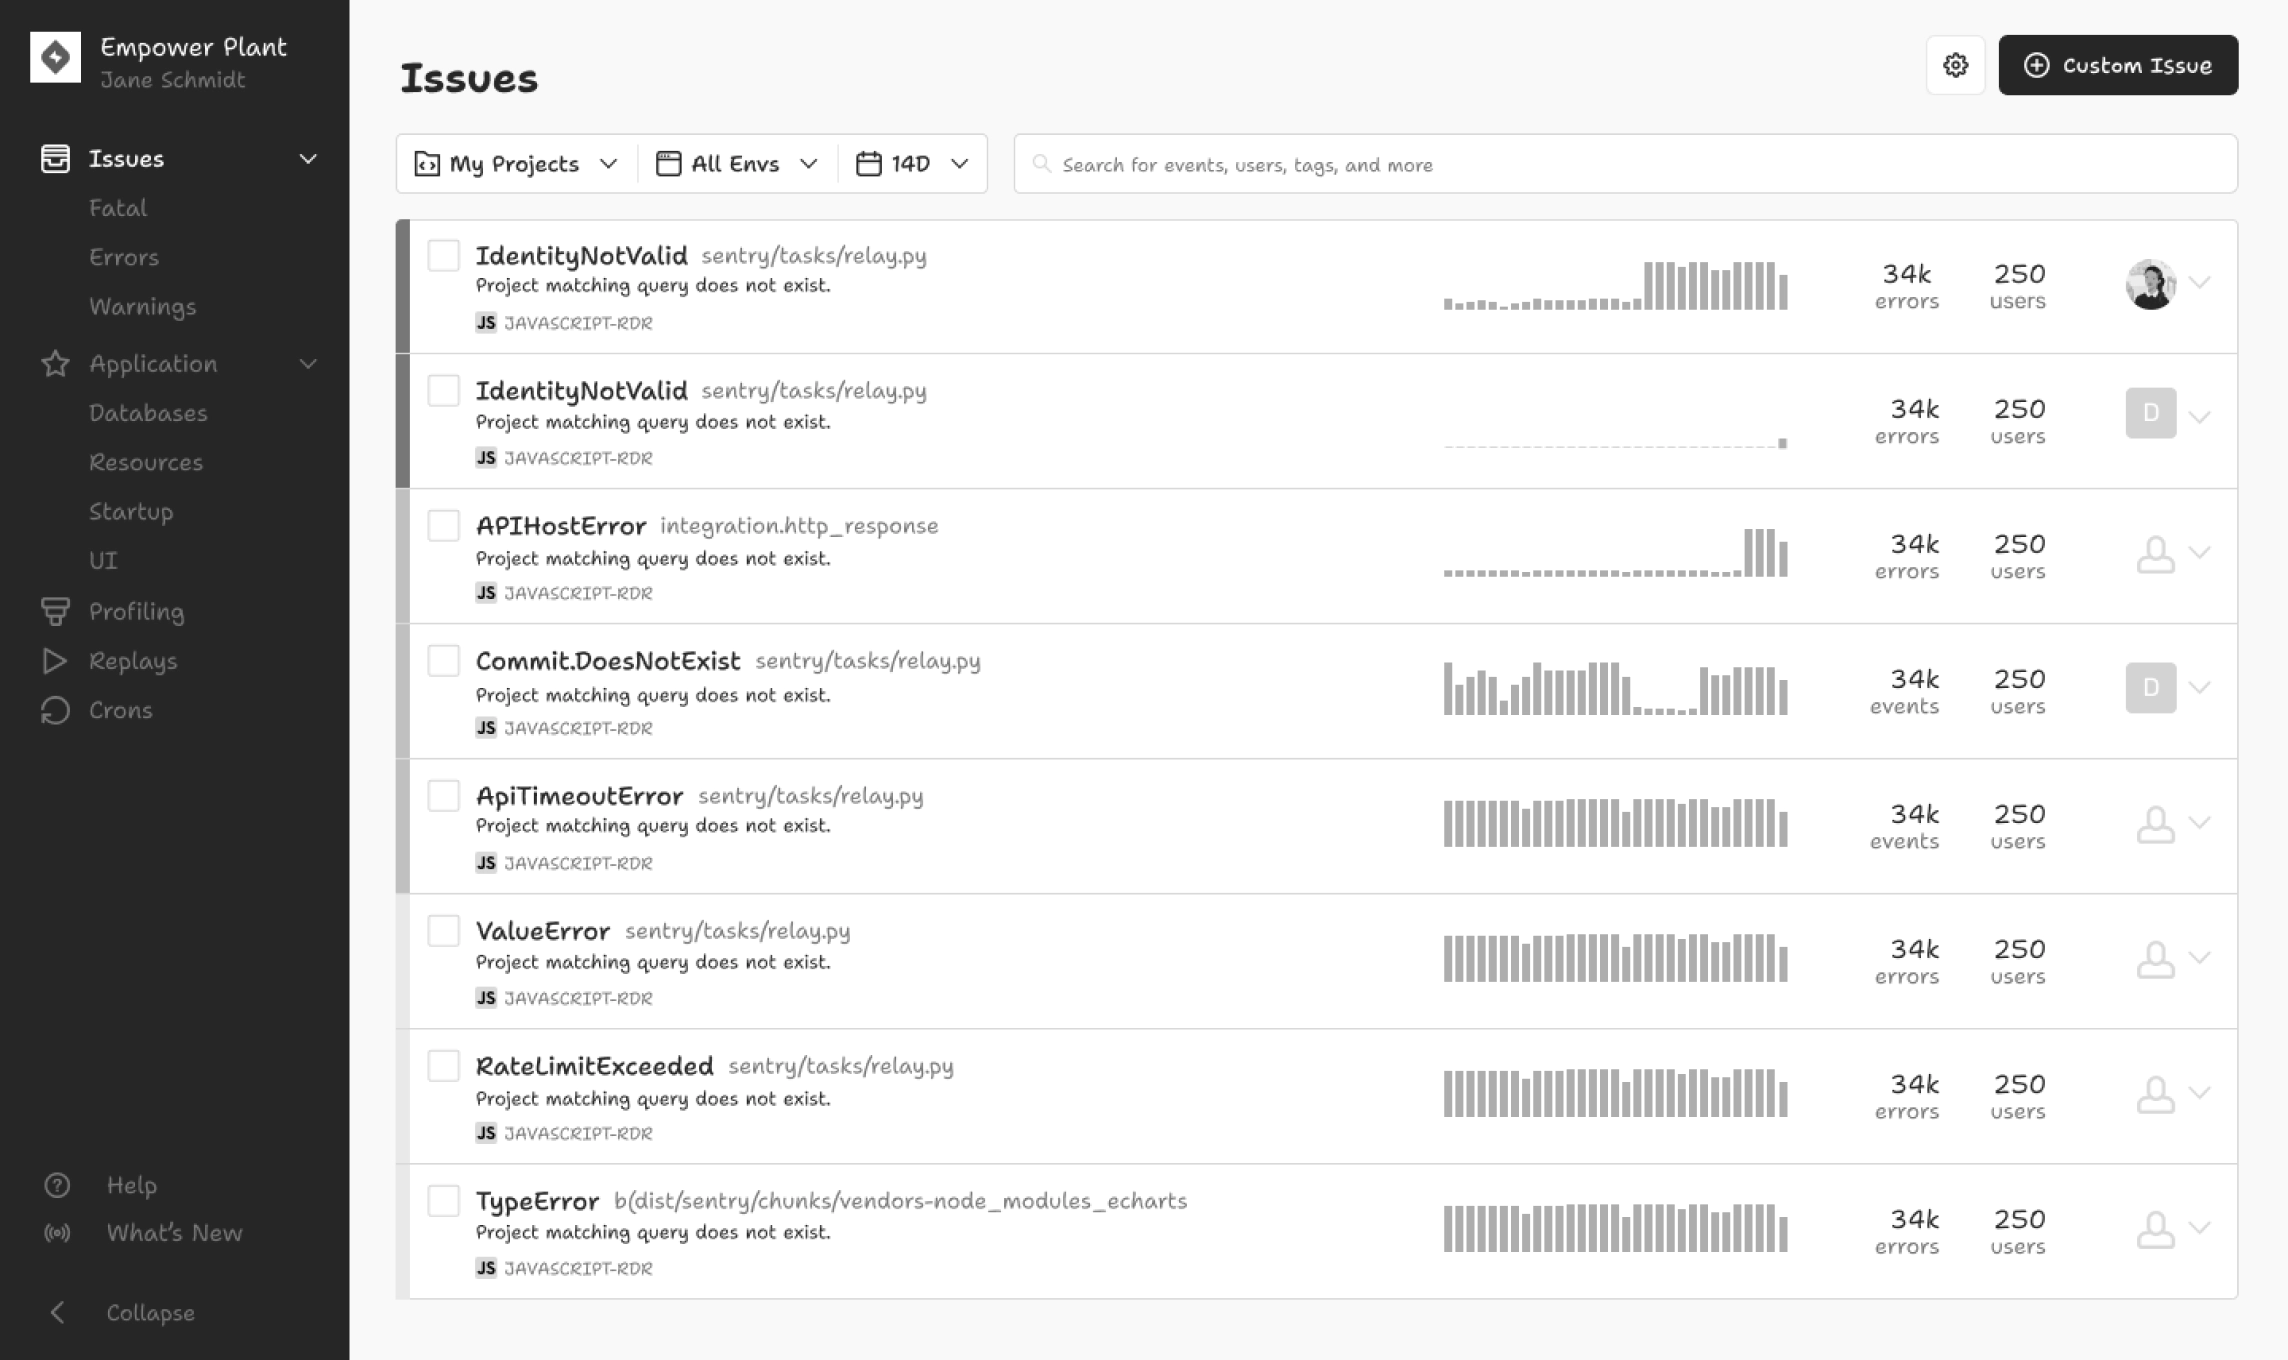 Empower Plant
Jane Schmidt
Issues
Fatal
Errors
Warnings
Application
Databases
Resources
Startup
UI
Profiling
Replays
Crons
Help
What's New
Collapse
Issues
Custom Issue
My Projects All Envs 14D
Search for events, users, tags, and more
IdentityNotValid sentry/tasks/relay.py
Project matching query does not exist.
JS JAVASCRIPT-RDR
34k 250
errors users
IdentityNotValid sentry/tasks/relay.py
Project matching query does not exist.
JS JAVASCRIPT-RDR
34k 250
errors users
D
APIHostError integration.http_response
Project matching query does not exist.
JS JAVASCRIPT-RDR
34k 250
errors users
Commit.DoesNotExist sentry/tasks/relay.py
Project matching query does not exist.
JS JAVASCRIPT-RDR
34k 250
events users
D
ApiTimeoutError sentry/tasks/relay.py
Project matching query does not exist.
JS JAVASCRIPT-RDR
34k 250
events users
ValueError sentry/tasks/relay.py
Project matching query does not exist.
JS JAVASCRIPT-RDR
34k 250
errors users
RateLimitExceeded sentry/tasks/relay.py
Project matching query does not exist.
JS JAVASCRIPT-RDR
34k 250
errors users
TypeError b(dist/sentry/chunks/vendors-node_modules_echarts
Project matching query does not exist.
JS JAVASCRIPT-RDR
34k 250
errors users